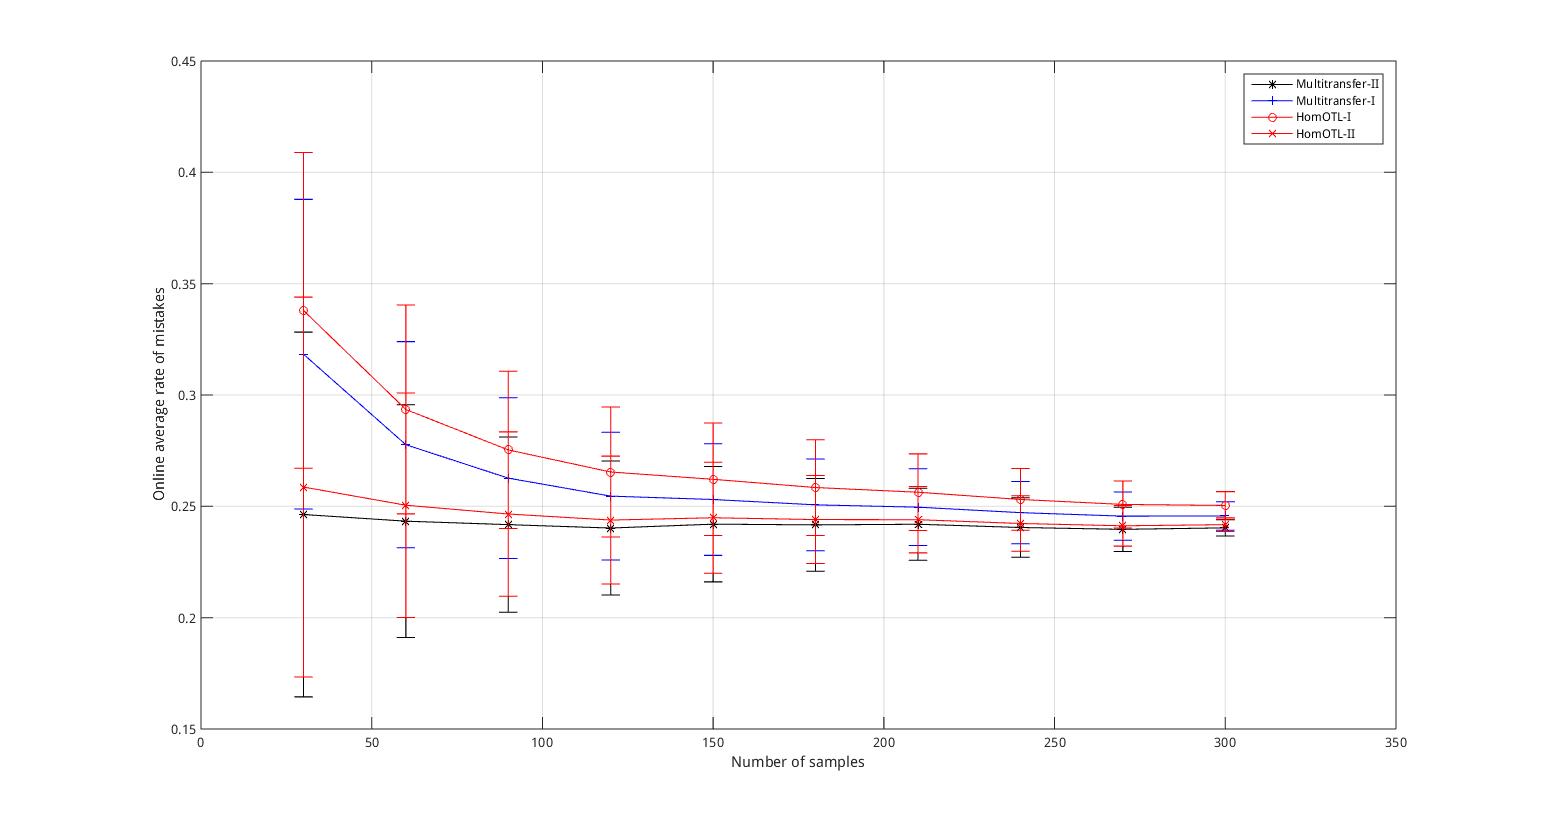 0.45
0.4
0.35
0.3
0.25
0.2
0.15
Online average rate of mistakes
Multitransfer-II
Multitransfer-I
HomOTL-I
HomOTL-II
0 50 100 150 200 250 300 350
Number of samples